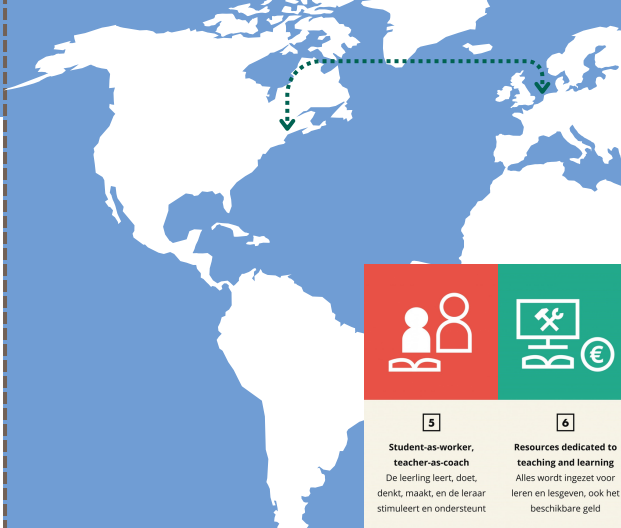 €
5
Student-as-worker,
teacher-as-coach
De leerling leert, doet,
denkt, maakt, en de leraar
stimuleert en ondersteunt
6
Resources dedicated to
teaching and learning
Alles wordt ingezet voor
leren en lesgeven, ook het
beschikbare geld